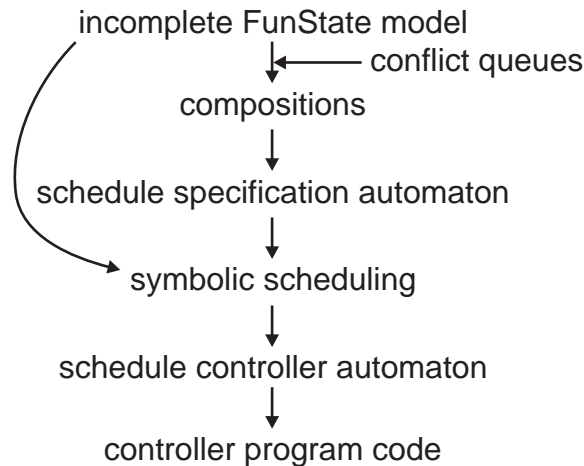 incomplete FunState model
conflict queues
compositions
schedule specification automaton
symbolic scheduling
schedule controller automaton
controller program code